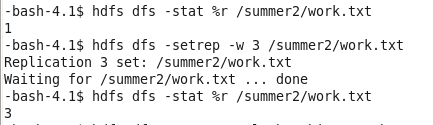 -bash-4.1$ hdfs dfs -stat %r /summer2/work.txt
1
-bash-4.1$ hdfs dfs -setrep -w 3 /summer2/work.txt
Replication 3 set: /summer2/work.txt
Waiting for /summer2/work.txt ... done
-bash-4.1$ hdfs dfs -stat %r /summer2/work.txt
3